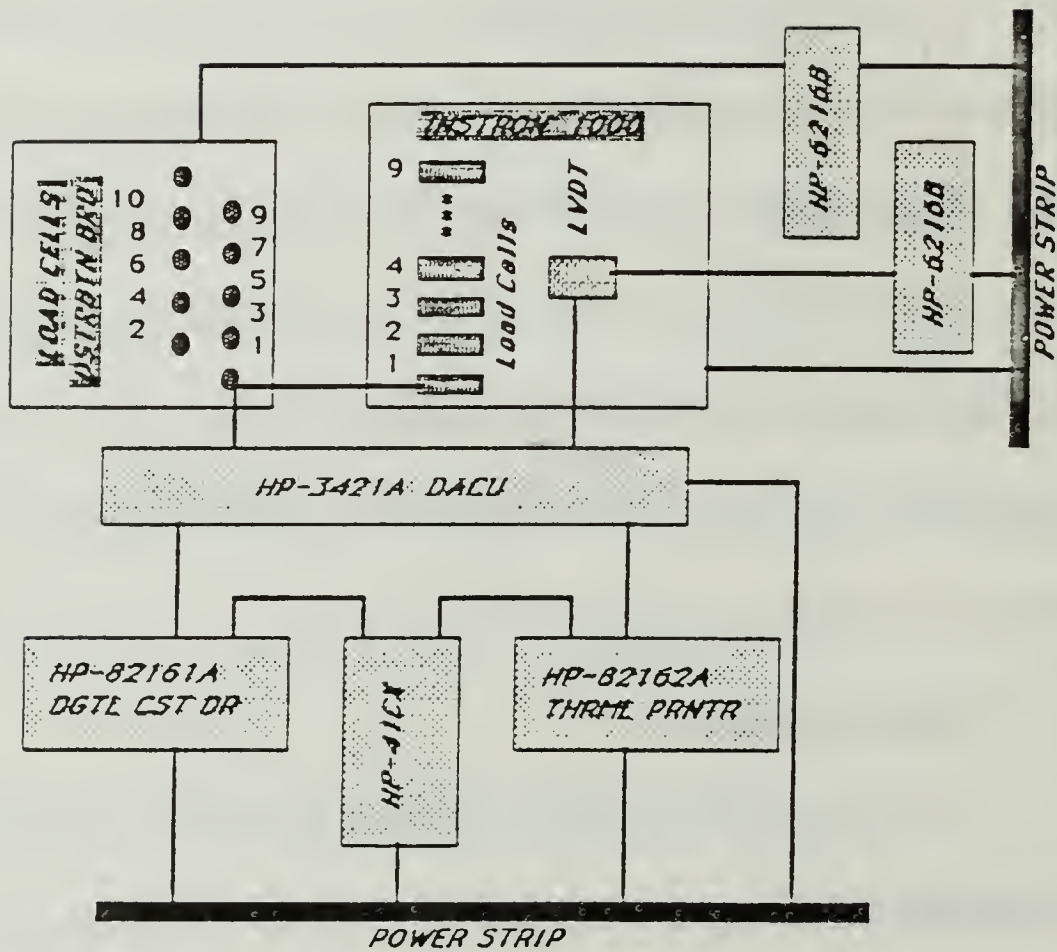 HP-6216B
INSTRON 1000
LOAD CELLS
DSTRBTN BRD
10
8
6
4
2
9
7
5
3
1
9
***
4
3
2
1
Load Cells
LVDT
HP-6216B
POWER STRIP
HP-3421A DACU
HP-82161A
DGTL CST DR
HP-41CX
HP-82162A
THRML PRNTR
POWER STRIP